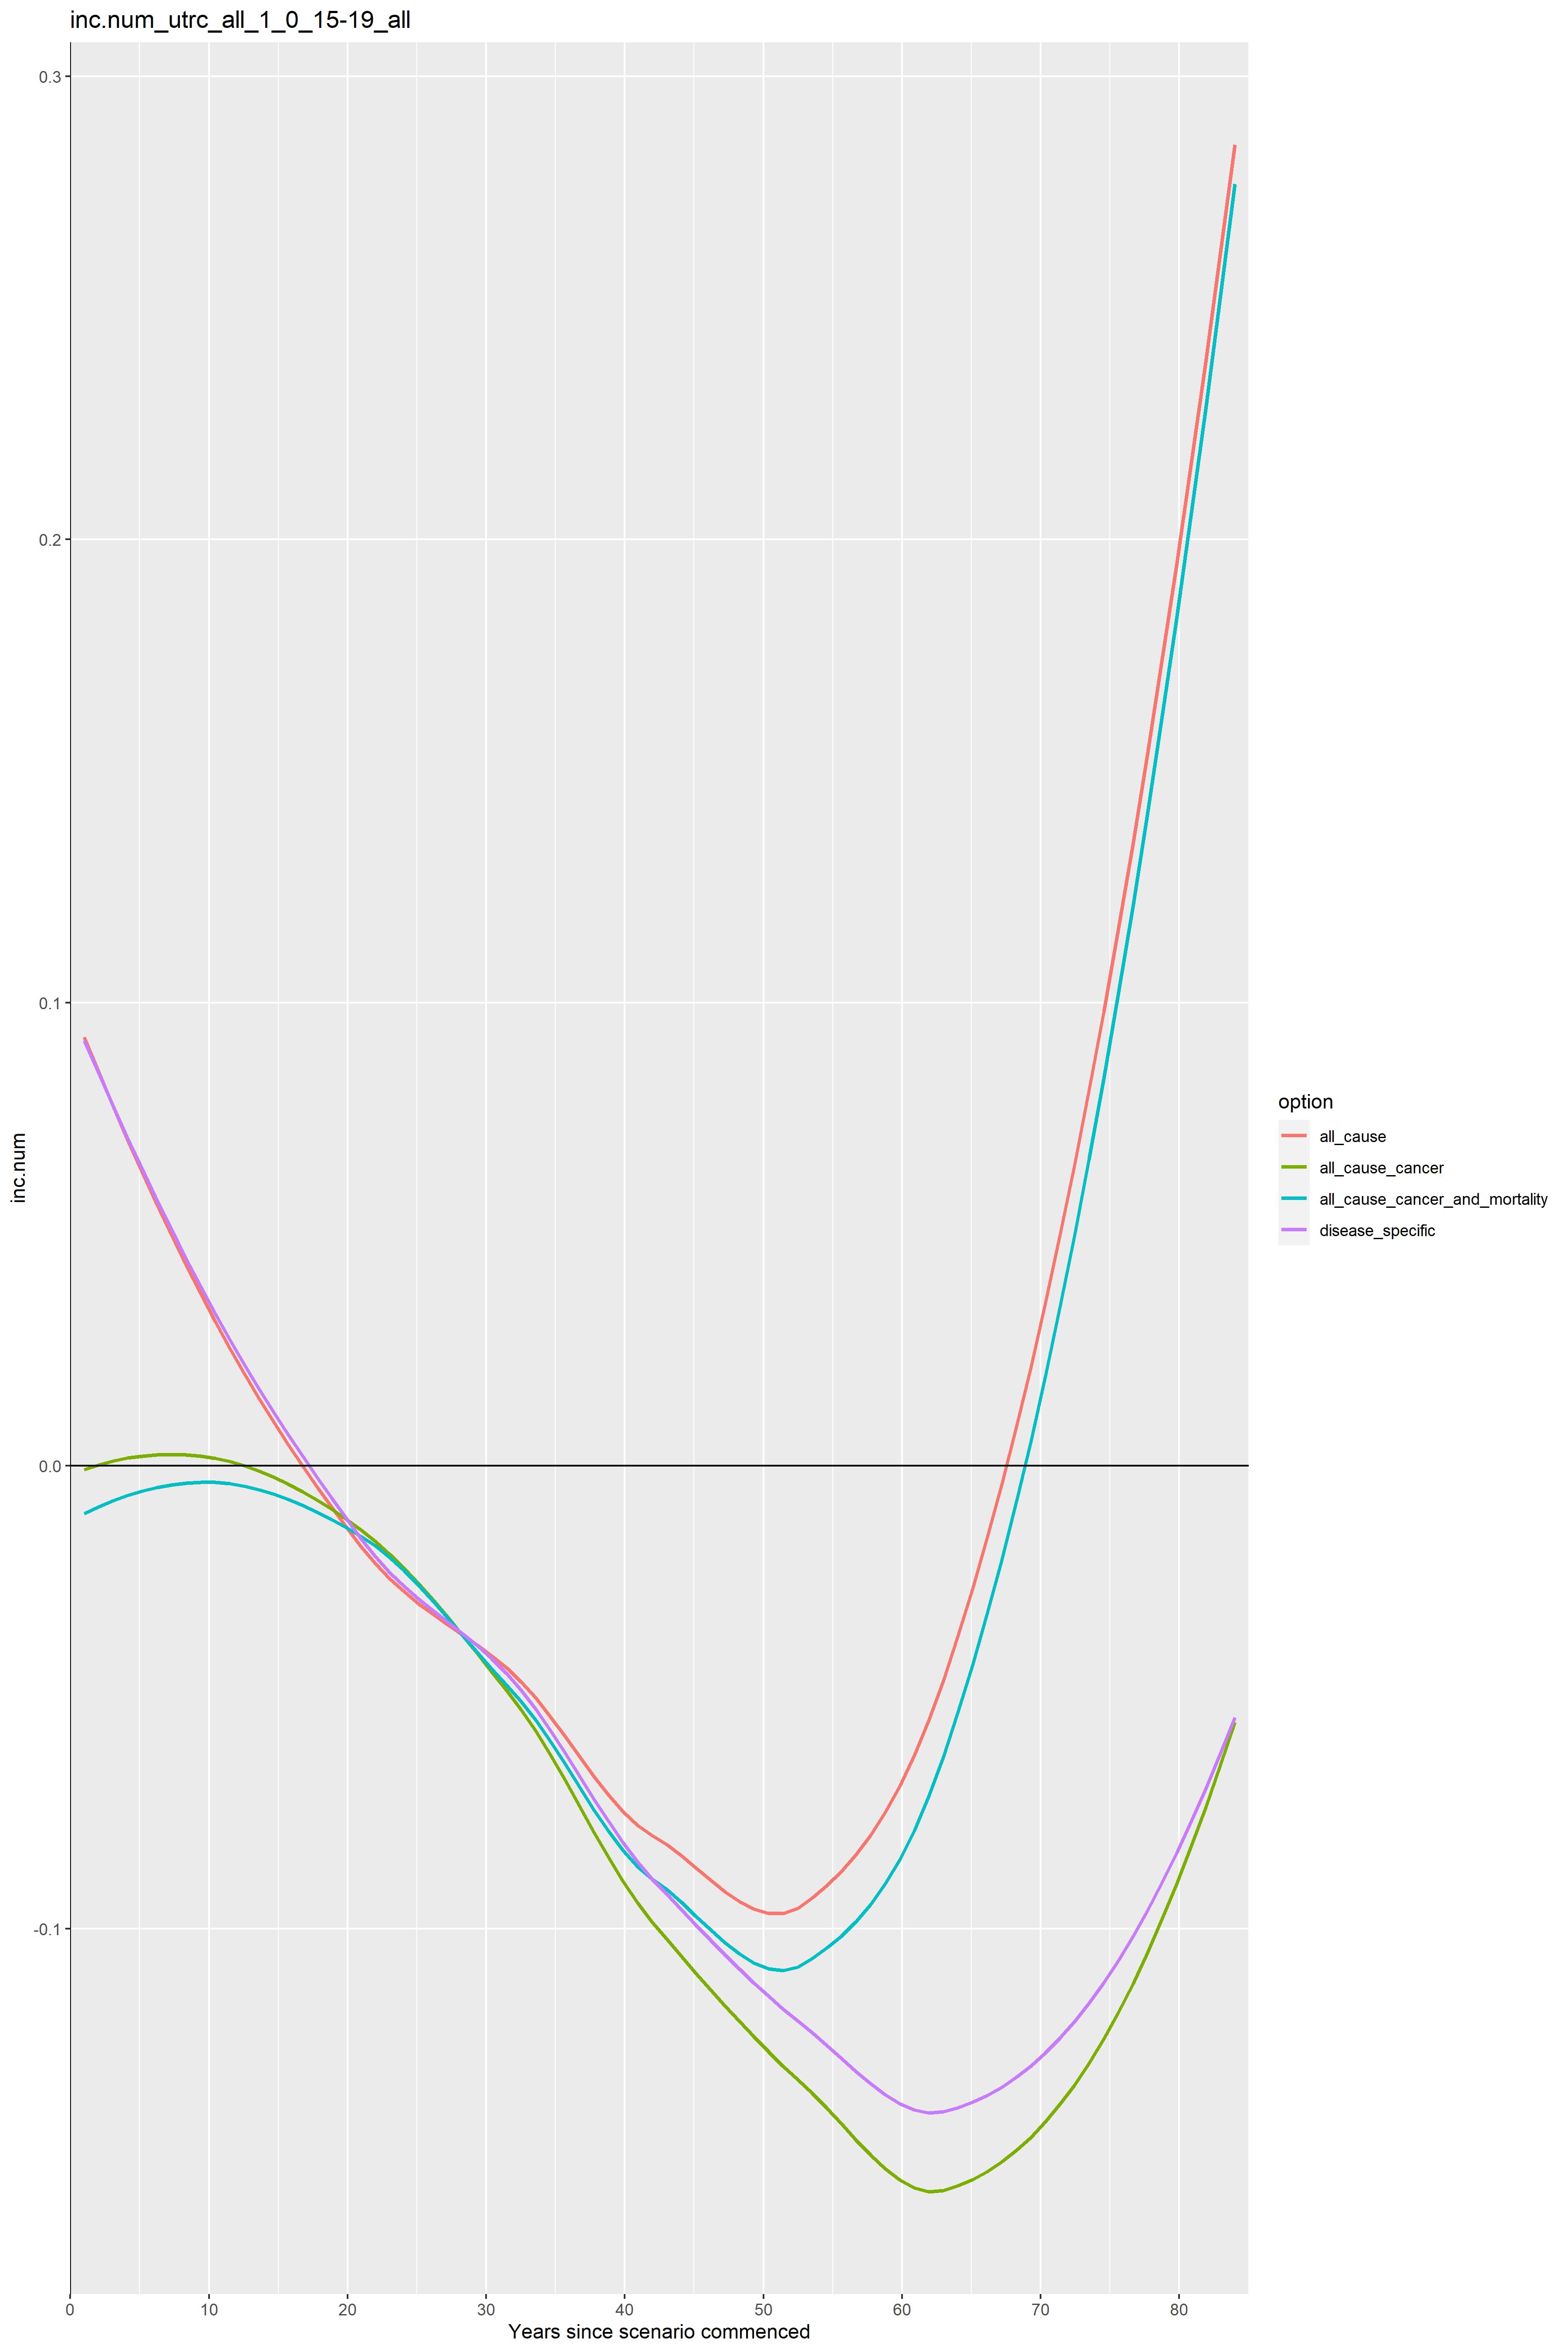 inc.num_utrc_all_1_0_15-19_all
0.3
0.2
0.1
0.0
-0.1
inc.num
0 10 20 30 40 50 60 70 80
Years since scenario commenced
option
all_cause
all_cause_cancer
all_cause_cancer_and_mortality
disease_specific